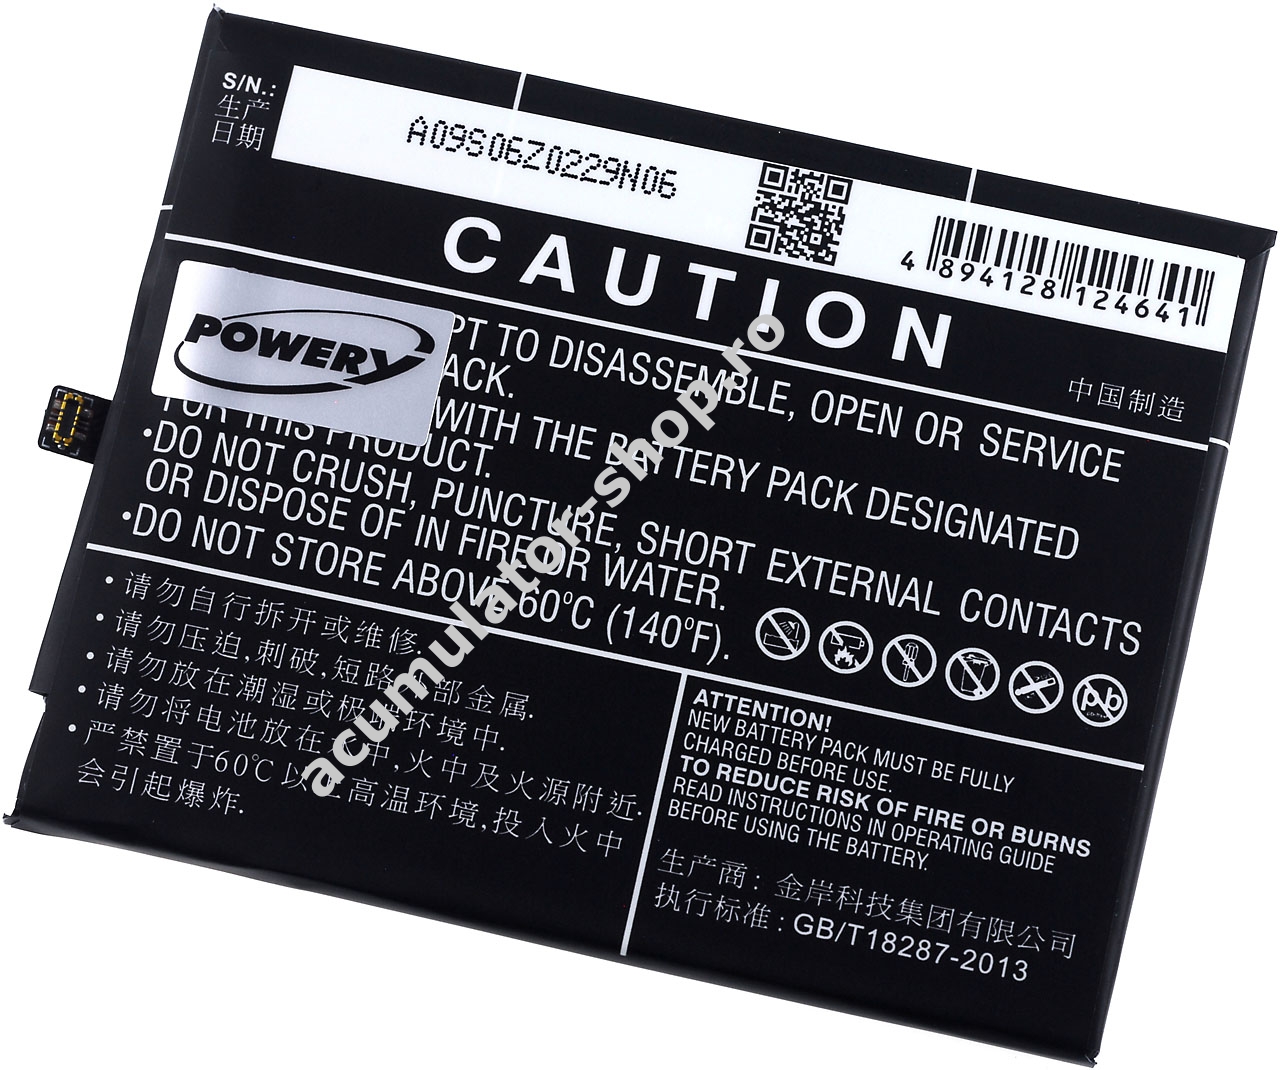 S/N.:
生产
日期
A09S06Z0229N06
4 894128 124641
CAUTION
POWERY
PT TO DISASSEMBLE, OPEN OR SERVICE
ACK.
WITH THE BATTERY PACK DESIGNATED
FOR THIS PRODUCT.
·DO NOT CRUSH, PUNCTURE, SHORT EXTERNAL CONTACTS
OR DISPOSE OF IN FIRE OR WATER.
·DO NOT STORE ABOVE 60°C (140°F).
中国制造
acumulator-shop.ro
·请勿自行拆开或维修.
·请勿压迫,刺破,短路 部金属.
·请勿放在潮湿或极 环境中.
·请勿将电池放在 中,火中及火源附近.
·严禁置于60℃以 高温环境,投入火中
会引起爆炸.
Pb
ATTENTION!
NEW BATTERY PACK MUST BE FULLY
CHARGED BEFORE USE.
TO REDUCE RISK OF FIRE OR BURNS
READ INSTRUCTIONS IN OPERATING GUIDE
BEFORE USING THE BATTERY.
生产商: 金岸科技集团有限公司
执行标准: GB/T18287-2013